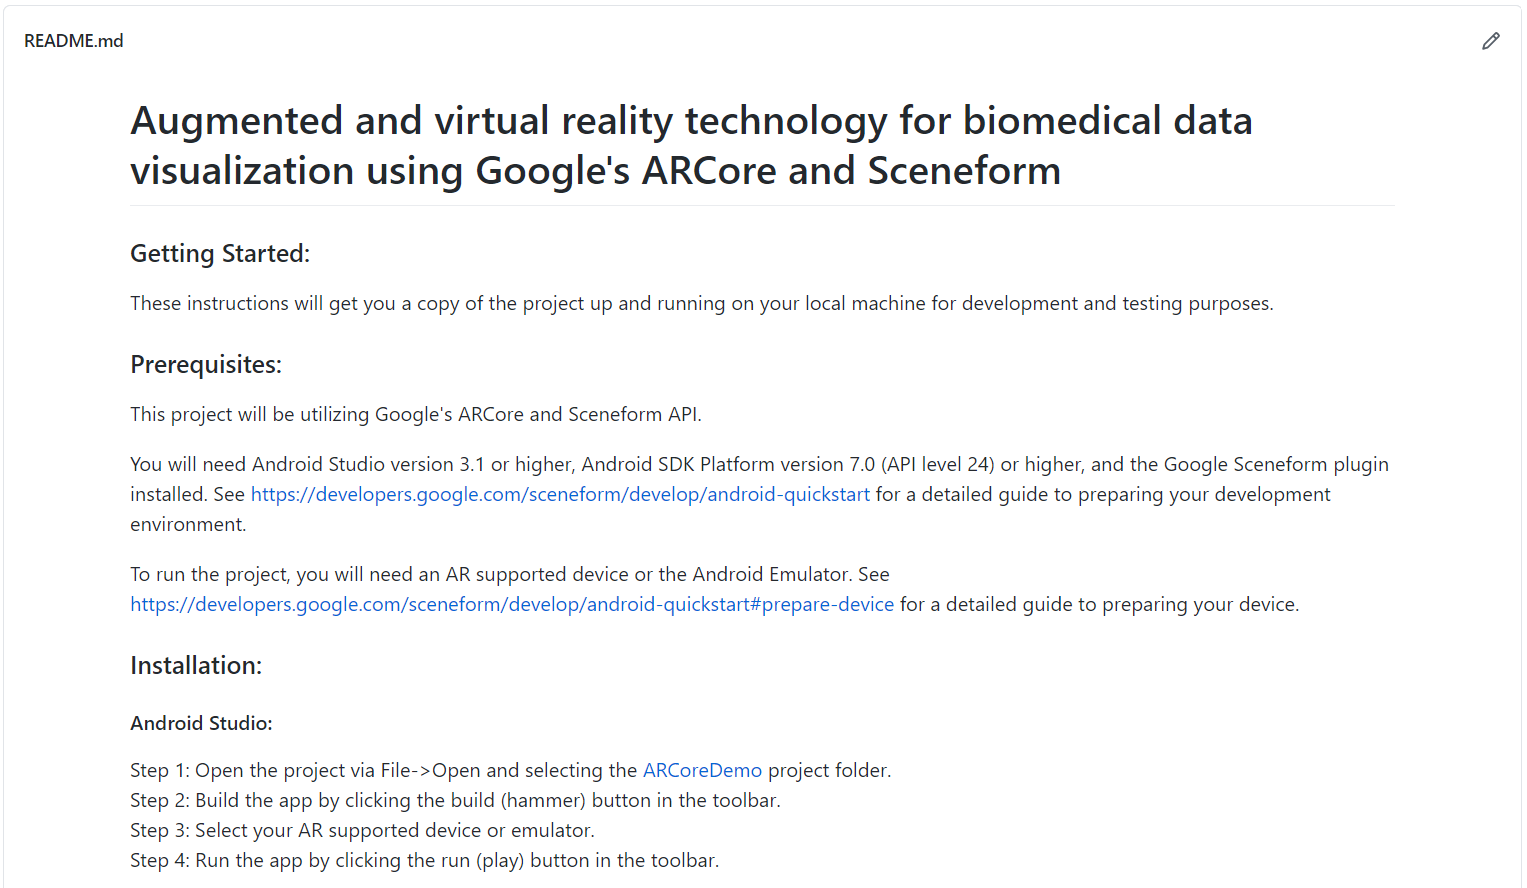 README.md
Augmented and virtual reality technology for biomedical data
visualization using Google's ARCore and Sceneform
Getting Started:
These instructions will get you a copy of the project up and running on your local machine for development and testing purposes.
Prerequisites:
This project will be utilizing Google's ARCore and Sceneform API.
You will need Android Studio version 3.1 or higher, Android SDK Platform version 7.0 (API level 24) or higher, and the Google Sceneform plugin
installed. See https://developers.google.com/sceneform/develop/android-quickstart for a detailed guide to preparing your development
environment.
To run the project, you will need an AR supported device or the Android Emulator. See
https://developers.google.com/sceneform/develop/android-quickstart#prepare-device for a detailed guide to preparing your device.
Installation:
Android Studio:
Step 1: Open the project via File->Open and selecting the ARCoreDemo project folder.
Step 2: Build the app by clicking the build (hammer) button in the toolbar.
Step 3: Select your AR supported device or emulator.
Step 4: Run the app by clicking the run (play) button in the toolbar.